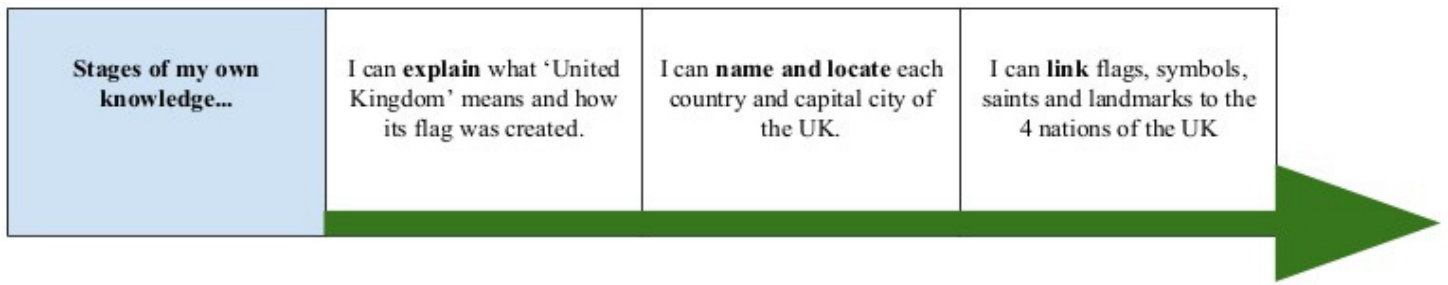 Stages of my own
knowledge...
I can explain what ‘United
Kingdom’ means and how
its flag was created.
I can name and locate each
country and capital city of
the UK.
I can link flags, symbols,
saints and landmarks to the
4 nations of the UK